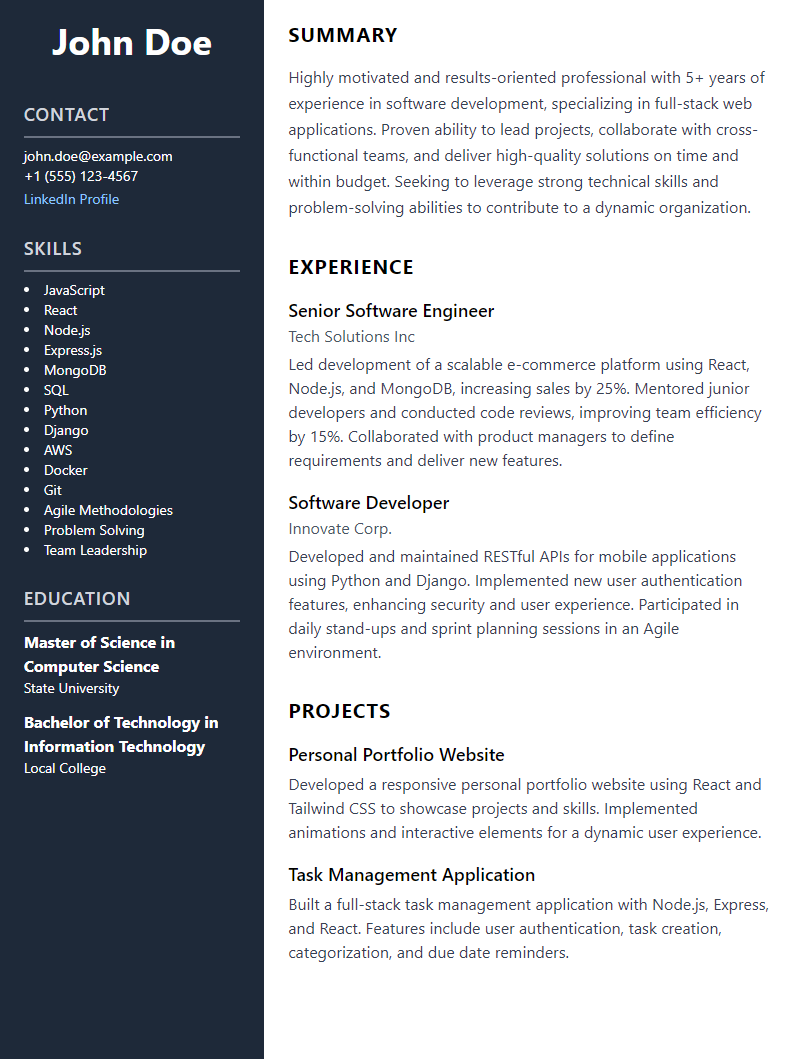 John Doe
CONTACT
john.doe@example.com
+1 (555) 123-4567
LinkedIn Profile
SKILLS
• JavaScript
• React
• Node.js
• Express.js
• MongoDB
• SQL
• Python
• Django
• AWS
• Docker
• Git
• Agile Methodologies
• Problem Solving
• Team Leadership
EDUCATION
Master of Science in
Computer Science
State University
Bachelor of Technology in
Information Technology
Local College
SUMMARY
Highly motivated and results-oriented professional with 5+ years of
experience in software development, specializing in full-stack web
applications. Proven ability to lead projects, collaborate with cross-
functional teams, and deliver high-quality solutions on time and
within budget. Seeking to leverage strong technical skills and
problem-solving abilities to contribute to a dynamic organization.
EXPERIENCE
Senior Software Engineer
Tech Solutions Inc
Led development of a scalable e-commerce platform using React,
Node.js, and MongoDB, increasing sales by 25%. Mentored junior
developers and conducted code reviews, improving team efficiency
by 15%. Collaborated with product managers to define
requirements and deliver new features.
Software Developer
Innovate Corp.
Developed and maintained RESTful APIs for mobile applications
using Python and Django. Implemented new user authentication
features, enhancing security and user experience. Participated in
daily stand-ups and sprint planning sessions in an Agile
environment.
PROJECTS
Personal Portfolio Website
Developed a responsive personal portfolio website using React and
Tailwind CSS to showcase projects and skills. Implemented
animations and interactive elements for a dynamic user experience.
Task Management Application
Built a full-stack task management application with Node.js, Express,
and React. Features include user authentication, task creation,
categorization, and due date reminders.